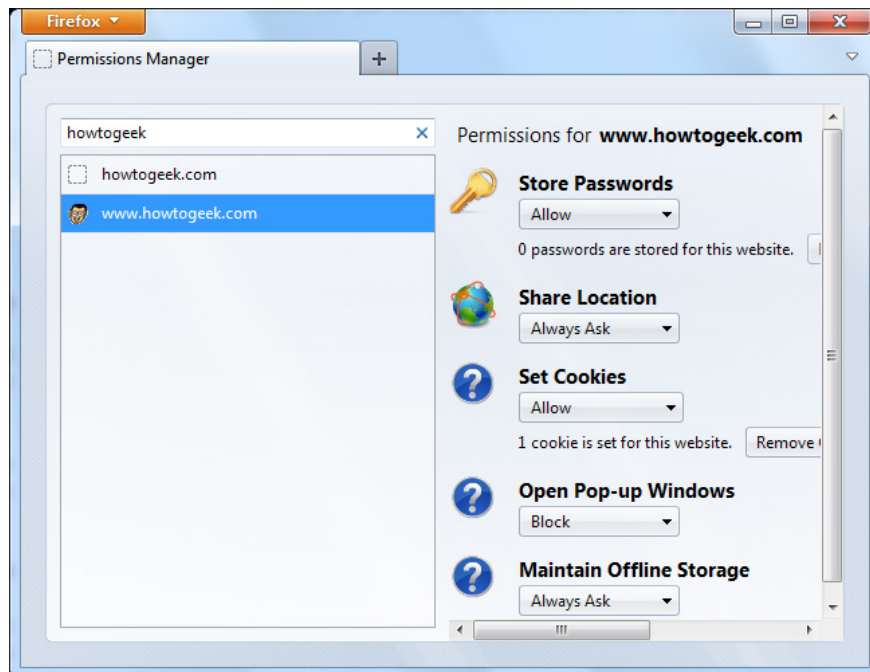 Firefox
Permissions Manager
howtogeek
howtogeek.com
www.howtogeek.com
Permissions for www.howtogeek.com
Store Passwords
Allow
0 passwords are stored for this website.
Share Location
Always Ask
Set Cookies
Allow
1 cookie is set for this website. Remove
Open Pop-up Windows
Block
Maintain Offline Storage
Always Ask